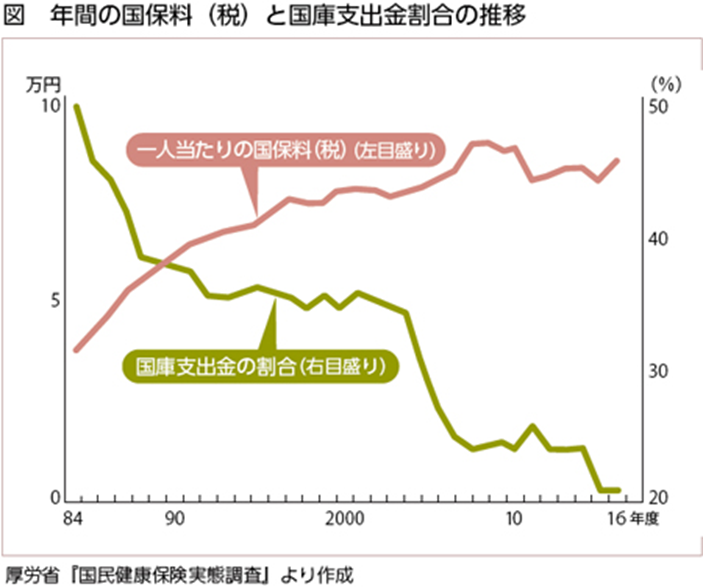 図　年間の国保料（税）と国庫支出金割合の推移
万円
(%)
10
50
一人当たりの国保料(税)(左目盛り)
40
5
国庫支出金の割合(右目盛り)
30
0
20
84
90
2000
10
16 年度
厚労省『国民健康保険実態調査』より作成